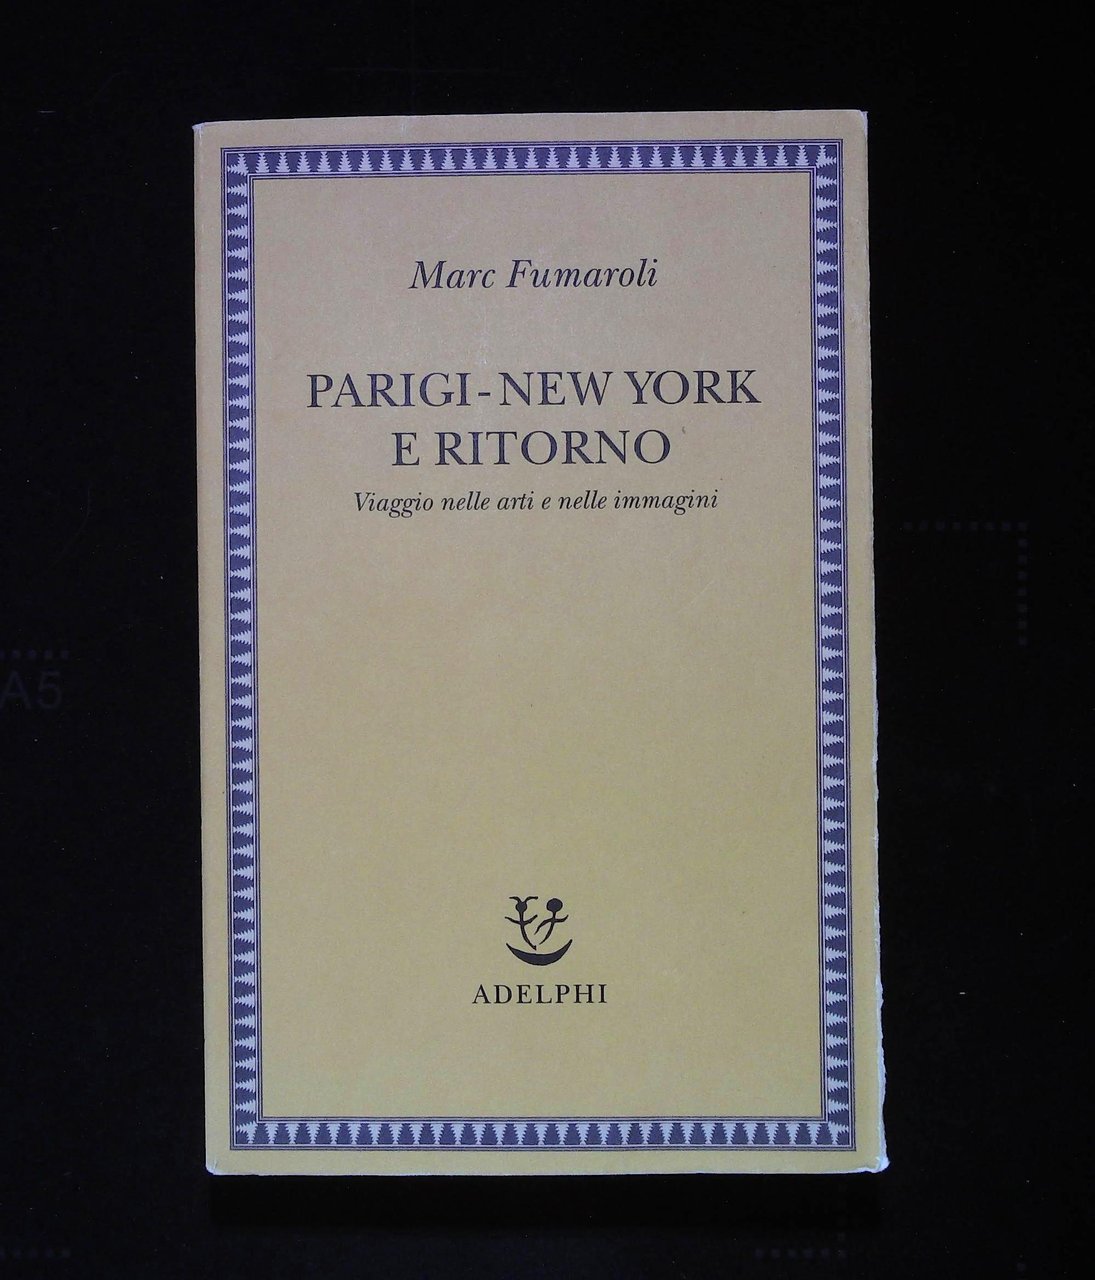 Marc Fumaroli
PARIGI-NEW YORK
E RITORNO
Viaggio nelle arti e nelle immagini
ADELPHI
A5